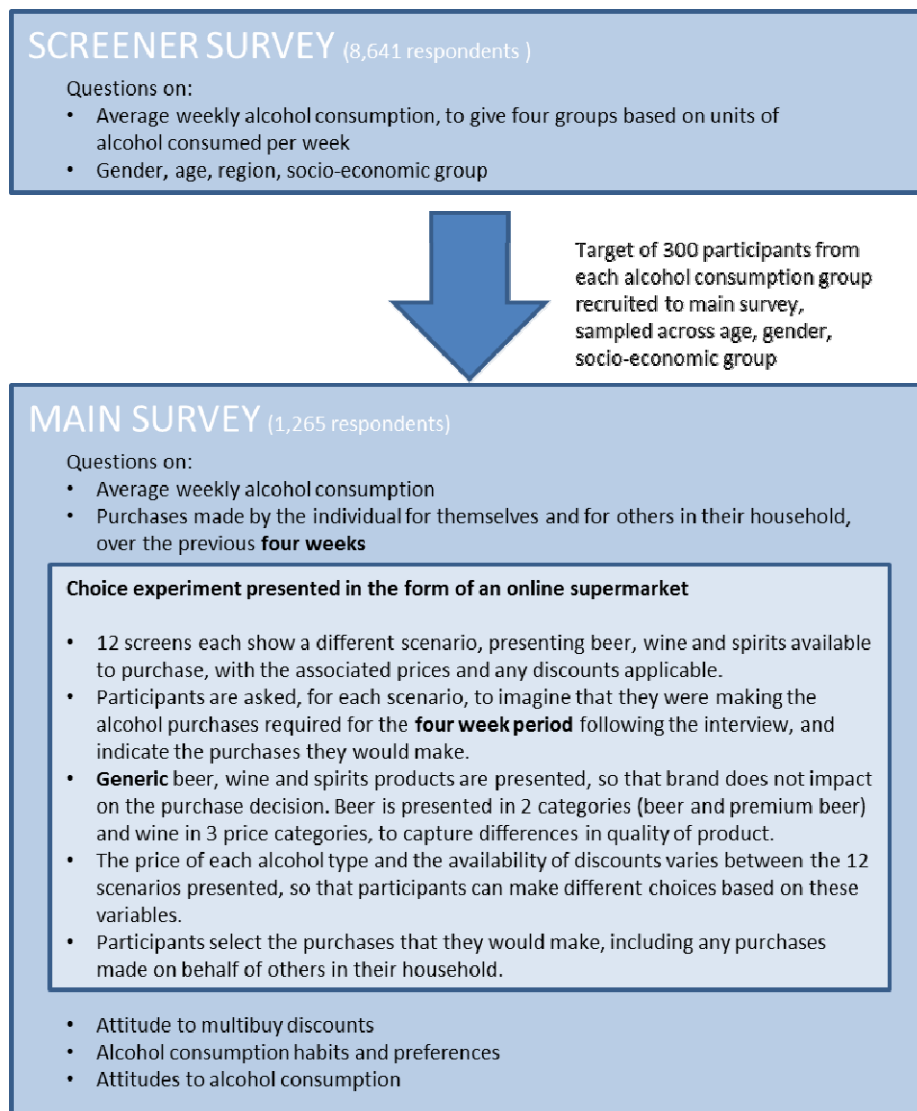 SCREENER SURVEY (8,641 respondents )
Questions on:
• Average weekly alcohol consumption, to give four groups based on units of
alcohol consumed per week
• Gender, age, region, socio-economic group
Target of 300 participants from
each alcohol consumption group
recruited to main survey,
sampled across age, gender,
socio-economic group
MAIN SURVEY (1,265 respondents)
Questions on:
• Average weekly alcohol consumption
• Purchases made by the individual for themselves and for others in their household,
over the previous four weeks
Choice experiment presented in the form of an online supermarket
• 12 screens each show a different scenario, presenting beer, wine and spirits available
to purchase, with the associated prices and any discounts applicable.
• Participants are asked, for each scenario, to imagine that they were making the
alcohol purchases required for the four week period following the interview, and
indicate the purchases they would make.
• Generic beer, wine and spirits products are presented, so that brand does not impact
on the purchase decision. Beer is presented in 2 categories (beer and premium beer)
and wine in 3 price categories, to capture differences in quality of product.
• The price of each alcohol type and the availability of discounts varies between the 12
scenarios presented, so that participants can make different choices based on these
variables.
• Participants select the purchases that they would make, including any purchases
made on behalf of others in their household.
• Attitude to multibuy discounts
• Alcohol consumption habits and preferences
• Attitudes to alcohol consumption